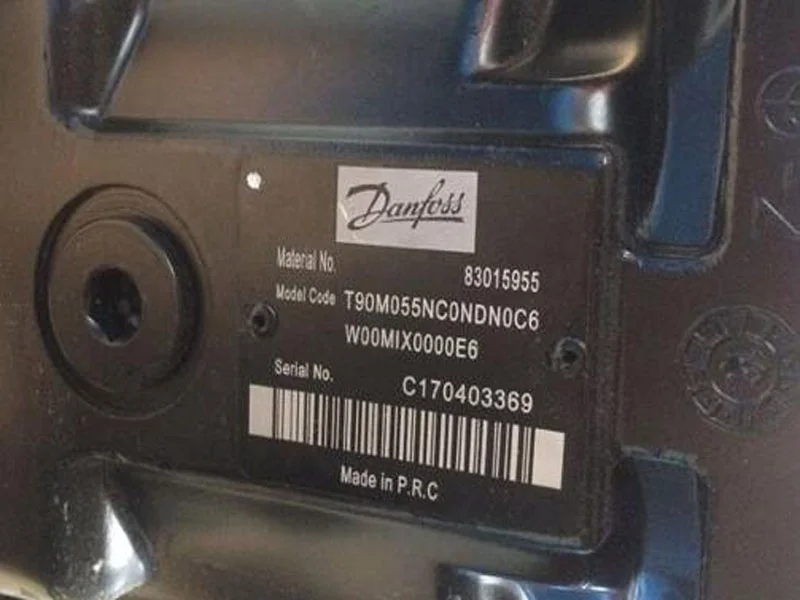 Danfoss
Material No. 83015955
Model Code T90M055NC0NDN0C6
W00MIX0000E6
Serial No. C170403369
Made in P.R.C